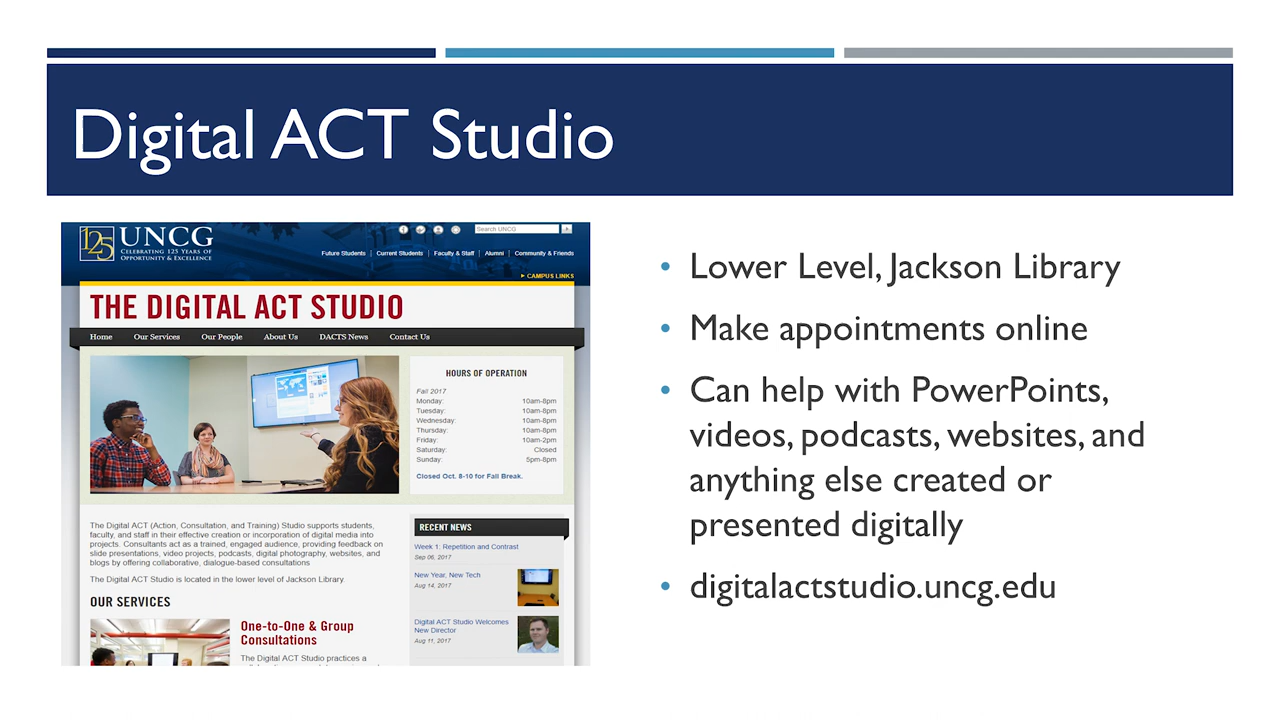 Digital ACT Studio
125
UNCG
CELEBRATING 125 YEARS OF
OPPORTUNITY & EXCELLENCE
Search UNCG
Future Students | Current Students | Faculty & Staff | Alumni | Community & Friends
CAMPUS LINKS
THE DIGITAL ACT STUDIO
Home Our Services Our People About Us DACTS News Contact Us
HOURS OF OPERATION
Fall 2017
Monday: 10am-8pm
Tuesday: 10am-8pm
Wednesday: 10am-8pm
Thursday: 10am-8pm
Friday: 10am-2pm
Saturday: Closed
Sunday: 5pm-8pm
Closed Oct. 8-10 for Fall Break.
The Digital ACT (Action, Consultation, and Training) Studio supports students,
faculty, and staff in their effective creation or incorporation of digital media into
projects. Consultants act as a trained, engaged audience, providing feedback on
slide presentations, video projects, podcasts, digital photography, websites, and
blogs by offering collaborative, dialogue-based consultations
The Digital ACT Studio is located in the lower level of Jackson Library.
OUR SERVICES
One-to-One & Group
Consultations
The Digital ACT Studio practices a
RECENT NEWS
Week 1: Repetition and Contrast
Sep 06, 2017
New Year, New Tech
Aug 14, 2017
Digital ACT Studio Welcomes
New Director
Aug 11, 2017
• Lower Level, Jackson Library
• Make appointments online
• Can help with PowerPoints,
videos, podcasts, websites, and
anything else created or
presented digitally
• digitalactstudio.uncg.edu